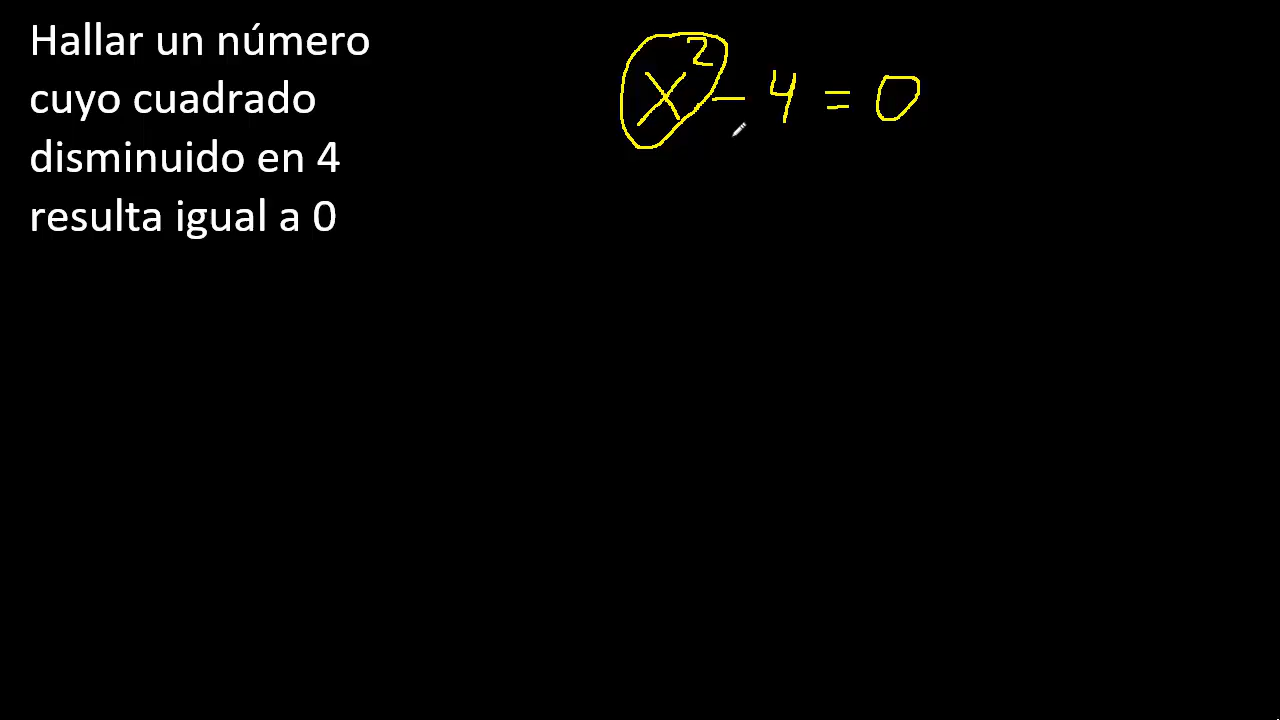 Hallar un número
cuyo cuadrado
disminuido en 4
resulta igual a 0
x² - 4 = 0